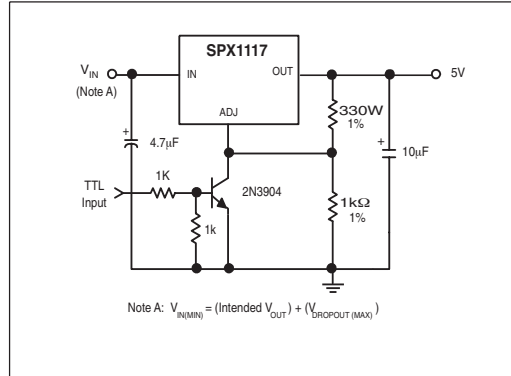 SPX1117
V_IN
(Note A)
IN
OUT
5V
ADJ
330W
1%
+
4.7µF
+
10µF
TTL
Input
1K
2N3904
1kΩ
1%
1k
Note A: V_IN(MIN) = (Intended V_OUT) + (V_DROPOUT (MAX))